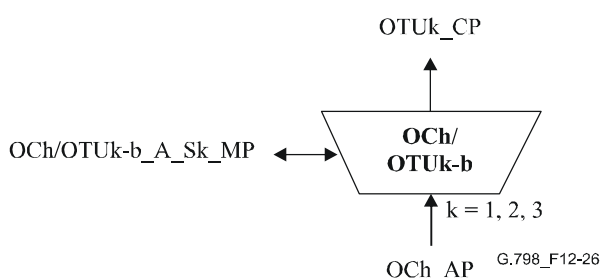 OTUk_CP
OCh/OTUk-b_A_Sk_MP
OCh/
OTUk-b
k = 1, 2, 3
OCh_AP
G.798_F12-26